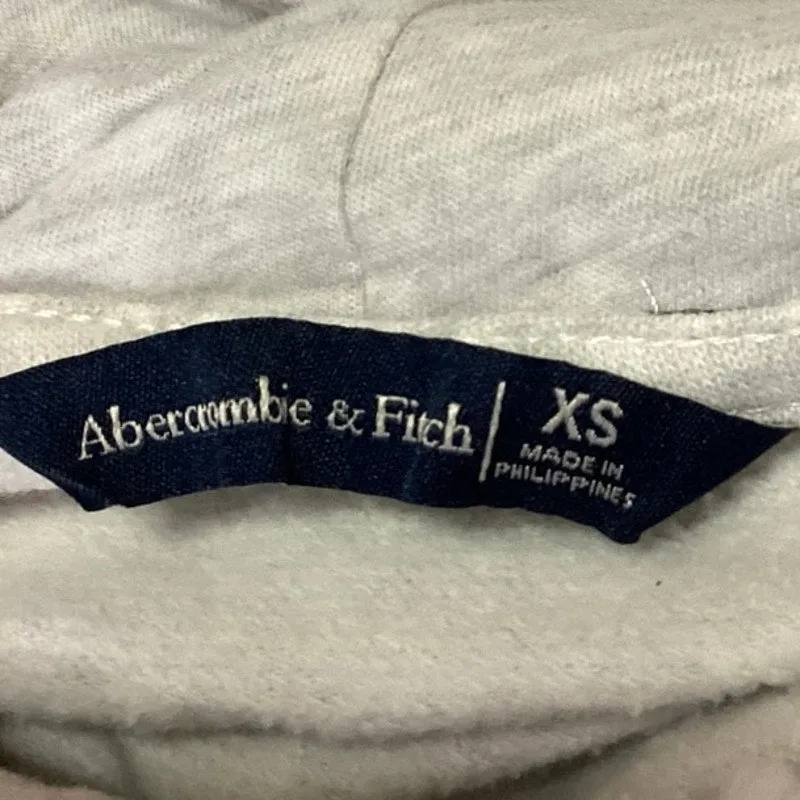 Abercrombie & Fitch
XS
MADE IN
PHILIPPINES